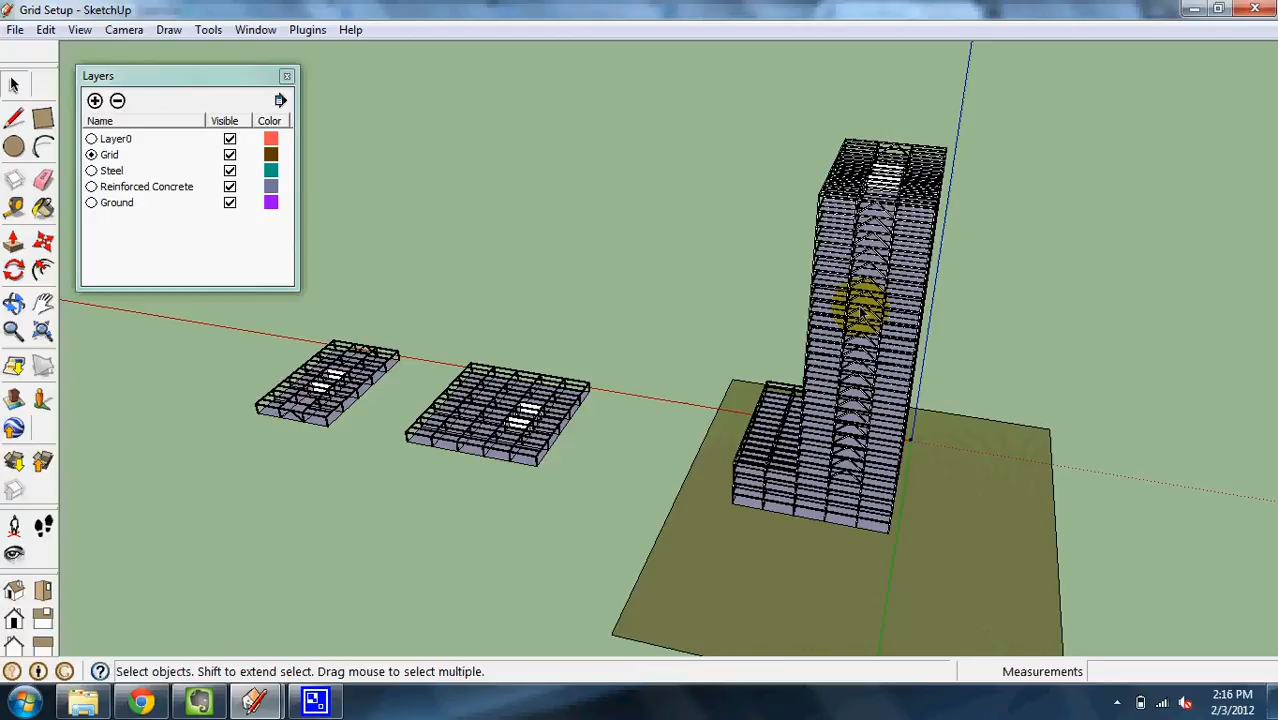 Grid Setup - SketchUp
File Edit View Camera Draw Tools Window Plugins Help
Layers
Name Visible Color
Layer0
Grid
Steel
Reinforced Concrete
Ground
Select objects. Shift to extend select. Drag mouse to select multiple. Measurements
2:16 PM
2/3/2012